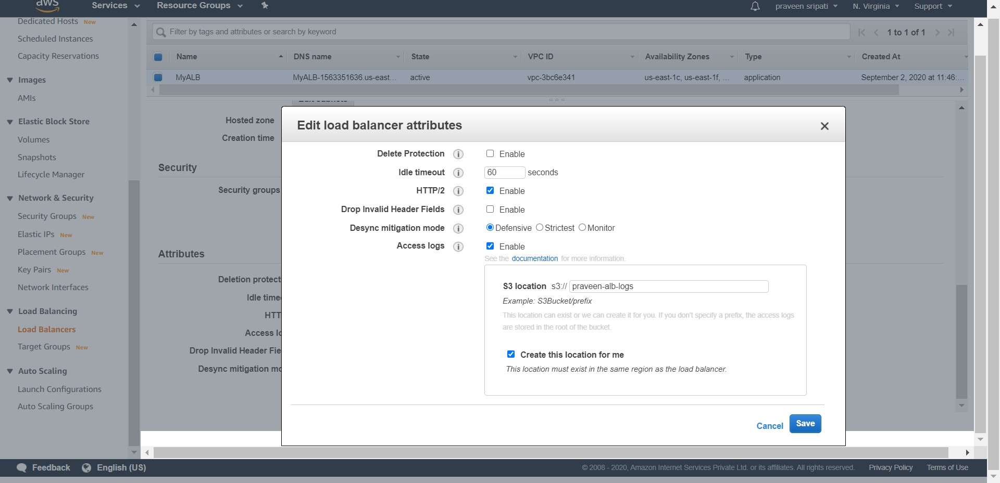 aws
Services
Resource Groups
praveen sripati
N. Virginia
Support
Dedicated Hosts New
Scheduled Instances
Capacity Reservations
Images
AMIs
Elastic Block Store
Volumes
Snapshots
Lifecycle Manager
Network & Security
Security Groups New
Elastic IPs New
Placement Groups New
Key Pairs New
Network Interfaces
Load Balancing
Load Balancers
Target Groups New
Auto Scaling
Launch Configurations
Auto Scaling Groups
Filter by tags and attributes or search by keyword
1 to 1 of 1
Name DNS name State VPC ID Availability Zones Type Created At
MyALB MyALB-1563351636.us-east... active vpc-3bc6e341 us-east-1c, us-east-1f, ... application September 2, 2020 at 11:46:...
Edit subnets
Hosted zone
Creation time
Security
Security groups
Attributes
Deletion protect
Idle time
HTT
Access lo
Drop Invalid Header Fie
Desync mitigation mo
Edit load balancer attributes
Delete Protection Enable
Idle timeout 60 seconds
HTTP/2 Enable
Drop Invalid Header Fields Enable
Desync mitigation mode Defensive Strictest Monitor
Access logs Enable
See the documentation for more information.
S3 location s3:// praveen-alb-logs
Example: S3Bucket/prefix
This location can exist or we can create it for you. If you don't specify a prefix, the access logs
are stored in the root of the bucket.
Create this location for me
This location must exist in the same region as the load balancer.
Cancel Save
Feedback English (US)
© 2008 - 2020, Amazon Internet Services Private Ltd. or its affiliates. All rights reserved. Privacy Policy Terms of Use